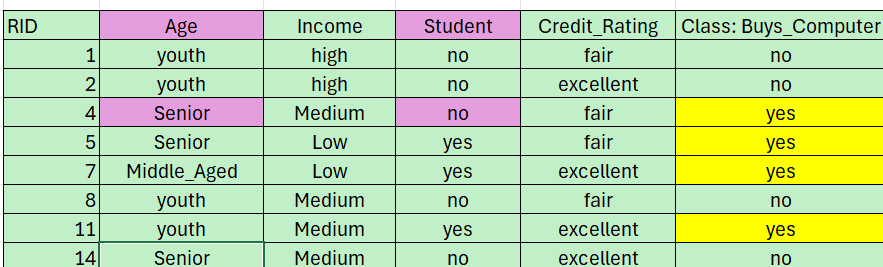 RID Age Income Student Credit_Rating Class: Buys_Computer
1 youth high no fair no
2 youth high no excellent no
4 Senior Medium no fair yes
5 Senior Low yes fair yes
7 Middle_Aged Low yes excellent yes
8 youth Medium no fair no
11 youth Medium yes excellent yes
14 Senior Medium no excellent no